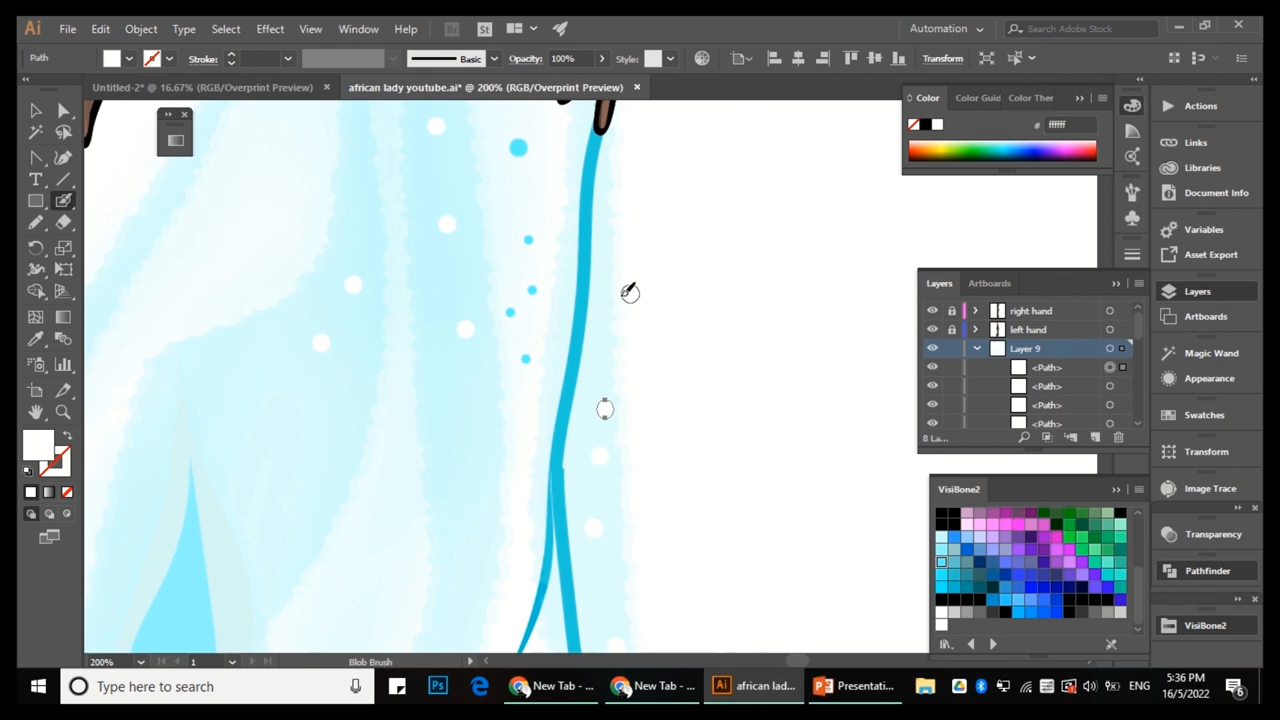 Ai File Edit Object Type Select Effect View Window Help Br St Automation Search Adobe Stock
Path Stroke: Basic Opacity: 100% Style: Transform
Untitled-2* @ 16.67% (RGB/Overprint Preview) × african lady youtube.ai* @ 200% (RGB/Overprint Preview) ×
Color Color Guid Color Ther
# ffffff
Actions
Links
Libraries
Document Info
Variables
Asset Export
Layers
Artboards
Magic Wand
Appearance
Swatches
Transform
Image Trace
Transparency
Pathfinder
VisiBone2
Layers Artboards
right hand
left hand
Layer 9
<Path>
<Path>
<Path>
<Path>
8 La...
VisiBone2
200% 1 Blob Brush
Type here to search Ps New Tab - ... New Tab - ... Ai african lad... Presentati... ENG 5:36 PM
16/5/2022 6